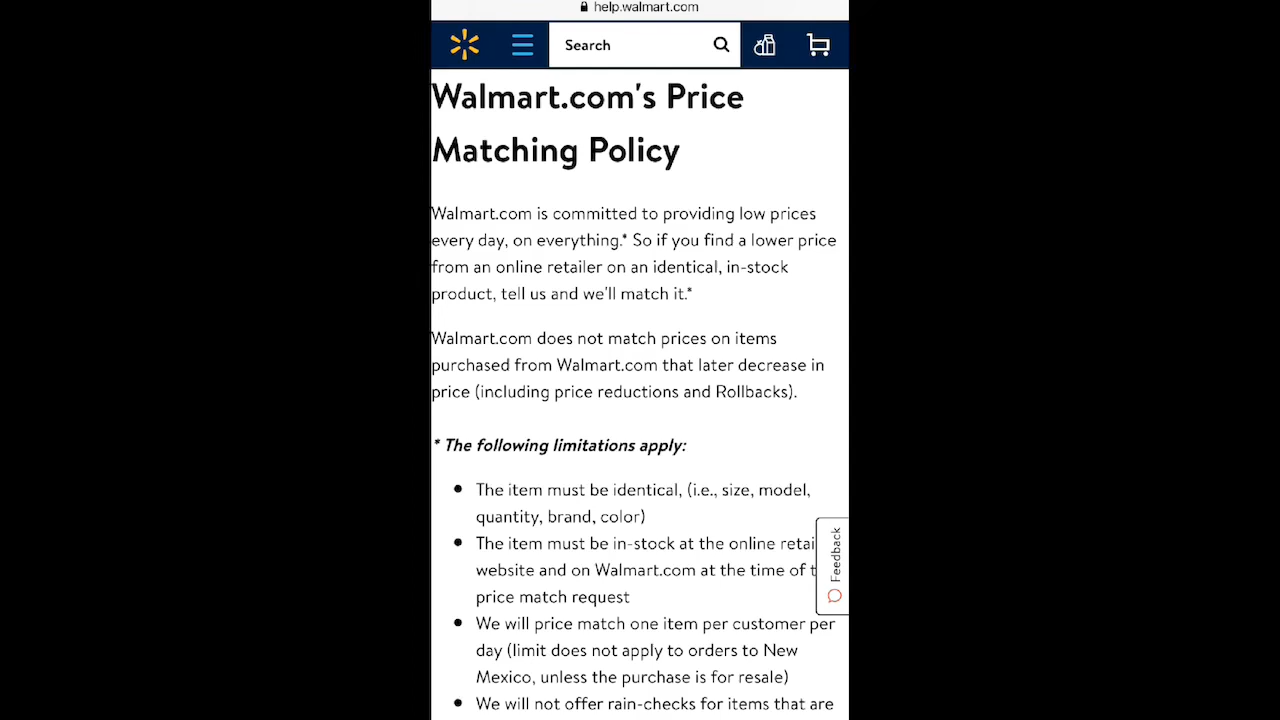 help.walmart.com
Search
Walmart.com's Price
Matching Policy
Walmart.com is committed to providing low prices
every day, on everything.* So if you find a lower price
from an online retailer on an identical, in-stock
product, tell us and we'll match it.*
Walmart.com does not match prices on items
purchased from Walmart.com that later decrease in
price (including price reductions and Rollbacks).
* The following limitations apply:
• The item must be identical, (i.e., size, model,
quantity, brand, color)
• The item must be in-stock at the online retai
website and on Walmart.com at the time of t
price match request
• We will price match one item per customer per
day (limit does not apply to orders to New
Mexico, unless the purchase is for resale)
• We will not offer rain-checks for items that are
Feedback